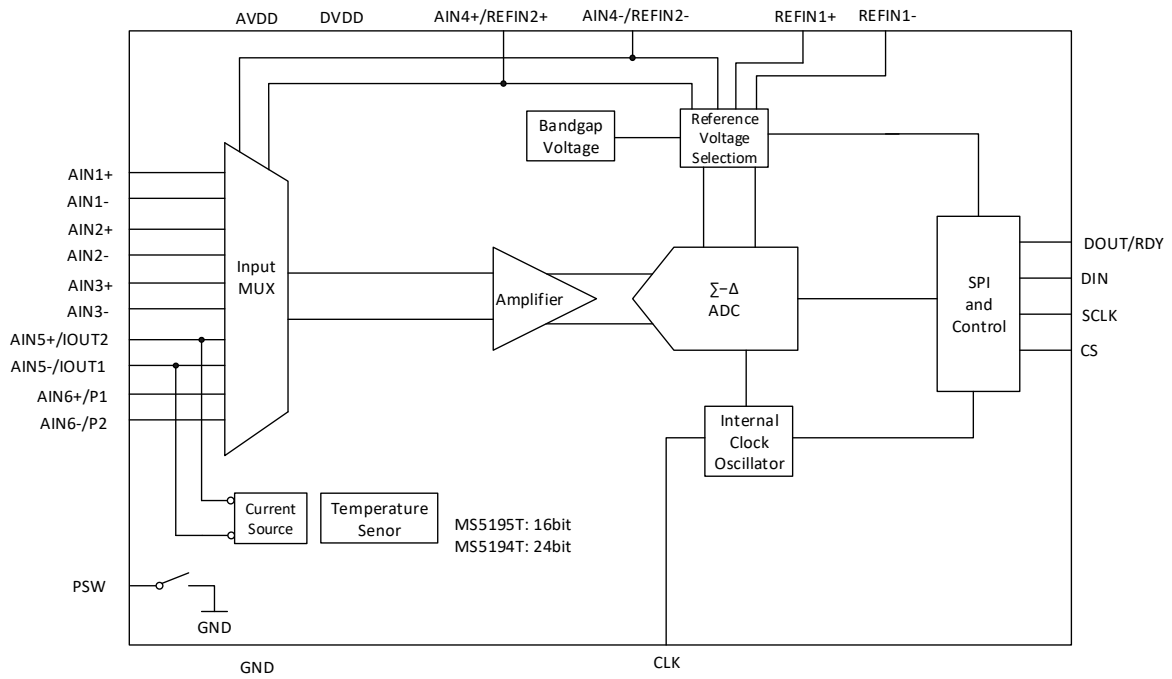 AVDD
DVDD
AIN4+/REFIN2+
AIN4-/REFIN2-
REFIN1+
REFIN1-
Bandgap
Voltage
Reference
Voltage
Selectiom
AIN1+
AIN1-
AIN2+
AIN2-
AIN3+
AIN3-
AIN5+/IOUT2
AIN5-/IOUT1
AIN6+/P1
AIN6-/P2
Input
MUX
Amplifier
∑−Δ
ADC
SPI
and
Control
DOUT/RDY
DIN
SCLK
CS
Internal
Clock
Oscillator
Current
Source
Temperature
Senor
MS5195T: 16bit
MS5194T: 24bit
PSW
GND
GND
CLK